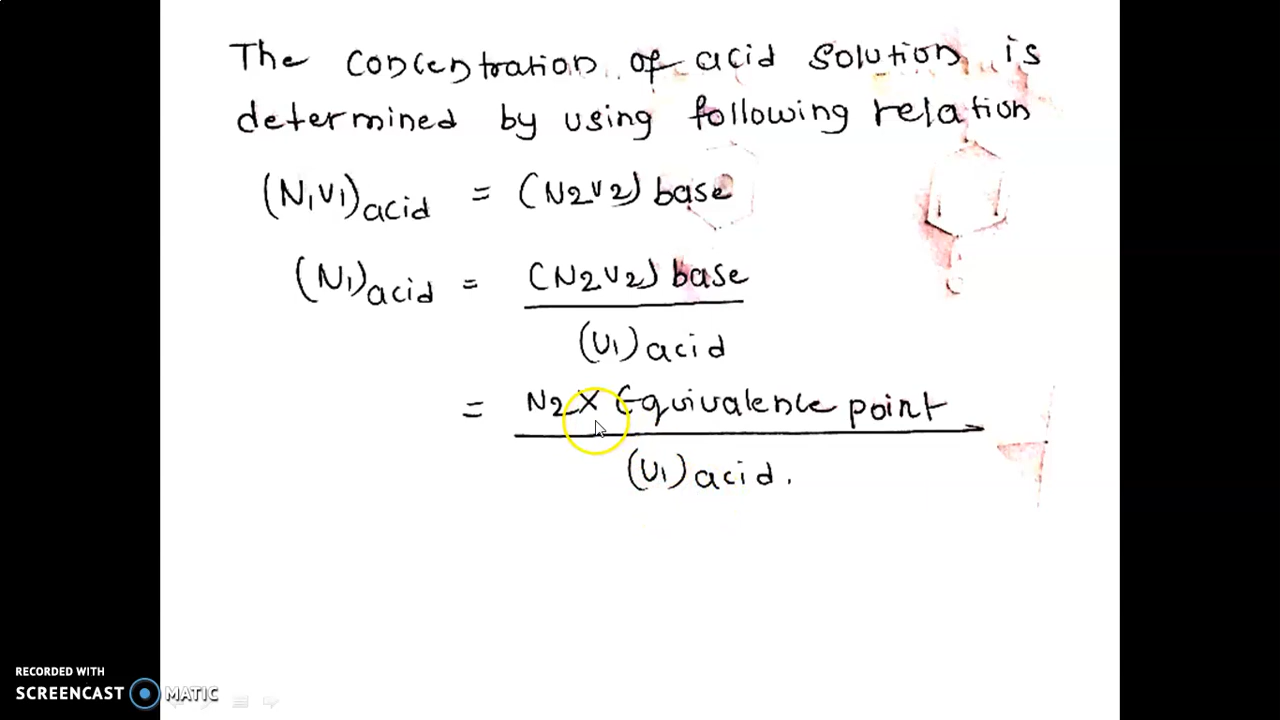 The concentration of acid solution is
determined by using following relation
(N1V1)acid = (N2V2) base
(N1)acid = (N2V2) base
(V1) acid
= N2 X Equivalence point
(V1) acid.
RECORDED WITH
SCREENCAST MATIC